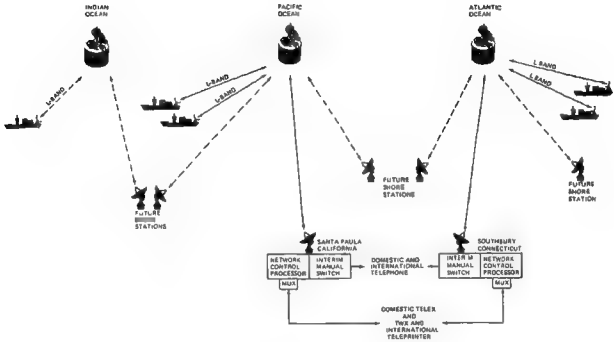 INDIAN
OCEAN
PACIFIC
OCEAN
ATLANTIC
OCEAN
L-BAND
L-BAND
L-BAND
L BAND
L BAND
FUTURE
STATIONS
FUTURE
SHORE
STATIONS
FUTURE
SHORE
STATION
SANTA PAULA
CALIFORNIA
SOUTHBURY
CONNECTICUT
NETWORK
CONTROL
PROCESSOR
INTERIM
MANUAL
SWITCH
DOMESTIC AND
INTERNATIONAL
TELEPHONE
INTER M
MANUAL
SWITCH
NETWORK
CONTROL
PROCESSOR
MUX
MUX
DOMESTIC TELEX
AND
TWX AND
INTERNATIONAL
TELEPRINTER